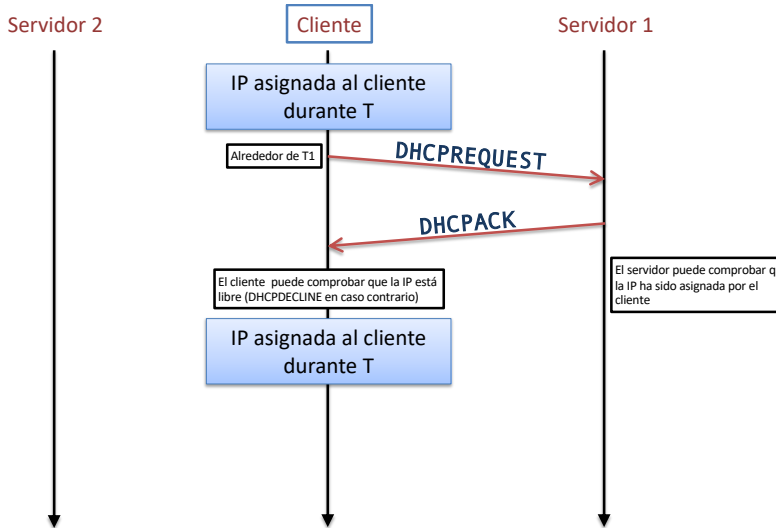 Servidor 2
Cliente
Servidor 1
IP asignada al cliente
durante T
Alrededor de T1
DHCPREQUEST
DHCPACK
El cliente  puede comprobar que la IP está
libre (DHCPDECLINE en caso contrario)
El servidor puede comprobar q
la IP ha sido asignada por el
cliente
IP asignada al cliente
durante T